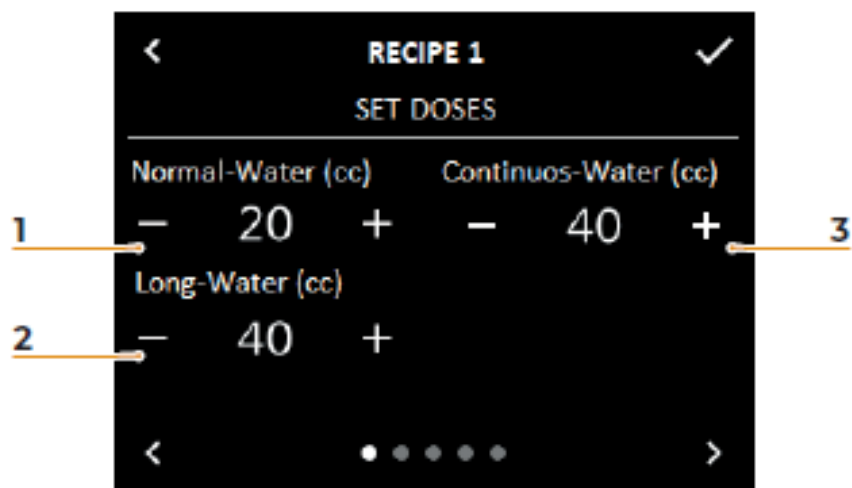 RECIPE 1
SET DOSES
Normal-Water (cc) Continuos-Water (cc)
1 − 20 + − 40 + 3
Long-Water (cc)
2 − 40 +